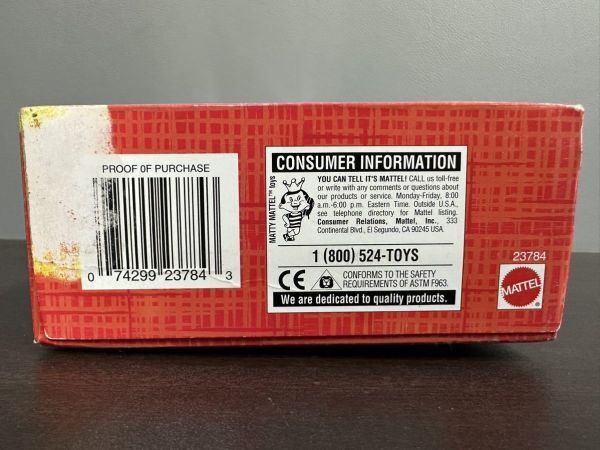 PROOF OF PURCHASE
0 74299 23784 3
MATTY MATTEL™ toys
CONSUMER INFORMATION
YOU CAN TELL IT'S MATTEL! CALL us toll-free
or write with any comments or questions about
our products or service. Monday-Friday, 8:00
a.m.-6:00 p.m. Eastern Time. Outside U.S.A.,
see telephone directory for Mattel listing.
Consumer Relations, Mattel, Inc., 333
Continental Blvd., El Segundo, CA 90245 USA.
1 (800) 524-TOYS
CE
CONFORMS TO THE SAFETY
REQUIREMENTS OF ASTM F963.
We are dedicated to quality products.
23784
MATTEL